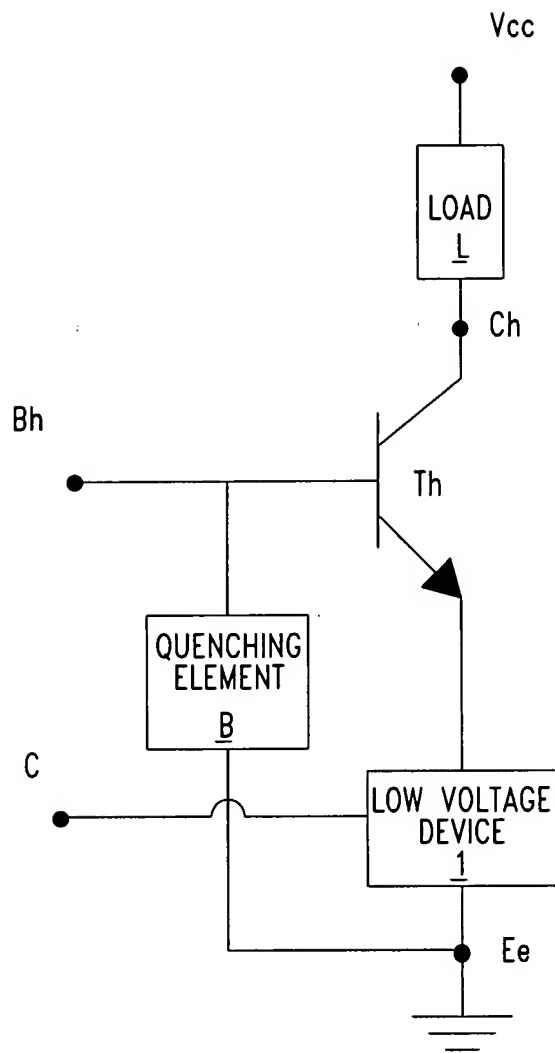 Vcc
LOAD
L
Ch
Bh
Th
QUENCHING
ELEMENT
B
C
LOW VOLTAGE
DEVICE
1
Ee